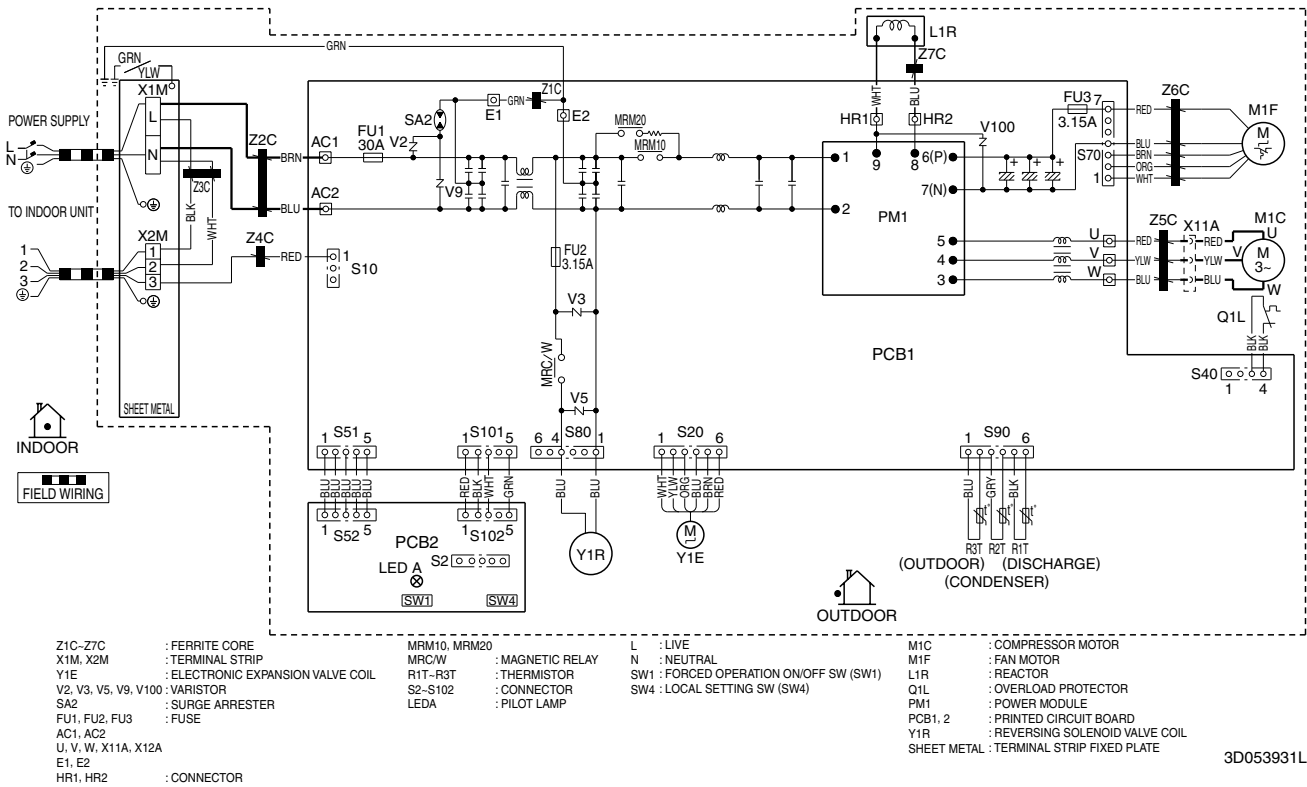 GRN
L1R
Z7C
GRN
YLW
X1M
L
N
POWER SUPPLY
L
N
Z2C
Z3C
BRN
BLU
AC1
AC2
FU1
30A
SA2
V2
V9
E1
GRN
Z1C
E2
MRM20
MRM10
WHT
BLU
HR1
HR2
V100
FU3
3.15A
7
S70
1
RED
BLU
BRN
ORG
WHT
Z6C
M1F
M
1
2
9
8
6(P)
7(N)
PM1
5
4
3
TO INDOOR UNIT
1
2
3
X2M
1
2
3
BLK
WHT
Z4C
RED
1
S10
FU2
3.15A
V3
MRC/W
V5
U
V
W
RED
YLW
BLU
Z5C
X11A
RED
YLW
BLU
M1C
U
V
W
M
3~
Q1L
BLK
BLK
S40
1 4
PCB1
SHEET METAL
INDOOR
FIELD WIRING
1 S51 5
1 S101 5
6 4 S80 1
1 S20 6
1 S90 6
BLU
BLU
BLU
BLU
BLU
RED
BLK
WHT
GRN
BLU
BLU
WHT
YLW
ORG
BLU
BRN
RED
BLU
GRY
BLK
1 S52 5
1 S102 5
PCB2
S2
LED A
SW1
SW4
Y1R
M
Y1E
t°
t°
t°
R3T R2T R1T
(OUTDOOR) (DISCHARGE)
(CONDENSER)
OUTDOOR
Z1C~Z7C : FERRITE CORE
X1M, X2M : TERMINAL STRIP
Y1E : ELECTRONIC EXPANSION VALVE COIL
V2, V3, V5, V9, V100 : VARISTOR
SA2 : SURGE ARRESTER
FU1, FU2, FU3 : FUSE
AC1, AC2
U, V, W, X11A, X12A
E1, E2
HR1, HR2 : CONNECTOR
MRM10, MRM20
MRC/W : MAGNETIC RELAY
R1T~R3T : THERMISTOR
S2~S102 : CONNECTOR
LEDA : PILOT LAMP
L : LIVE
N : NEUTRAL
SW1 : FORCED OPERATION ON/OFF SW (SW1)
SW4 : LOCAL SETTING SW (SW4)
M1C : COMPRESSOR MOTOR
M1F : FAN MOTOR
L1R : REACTOR
Q1L : OVERLOAD PROTECTOR
PM1 : POWER MODULE
PCB1, 2 : PRINTED CIRCUIT BOARD
Y1R : REVERSING SOLENOID VALVE COIL
SHEET METAL : TERMINAL STRIP FIXED PLATE
3D053931L